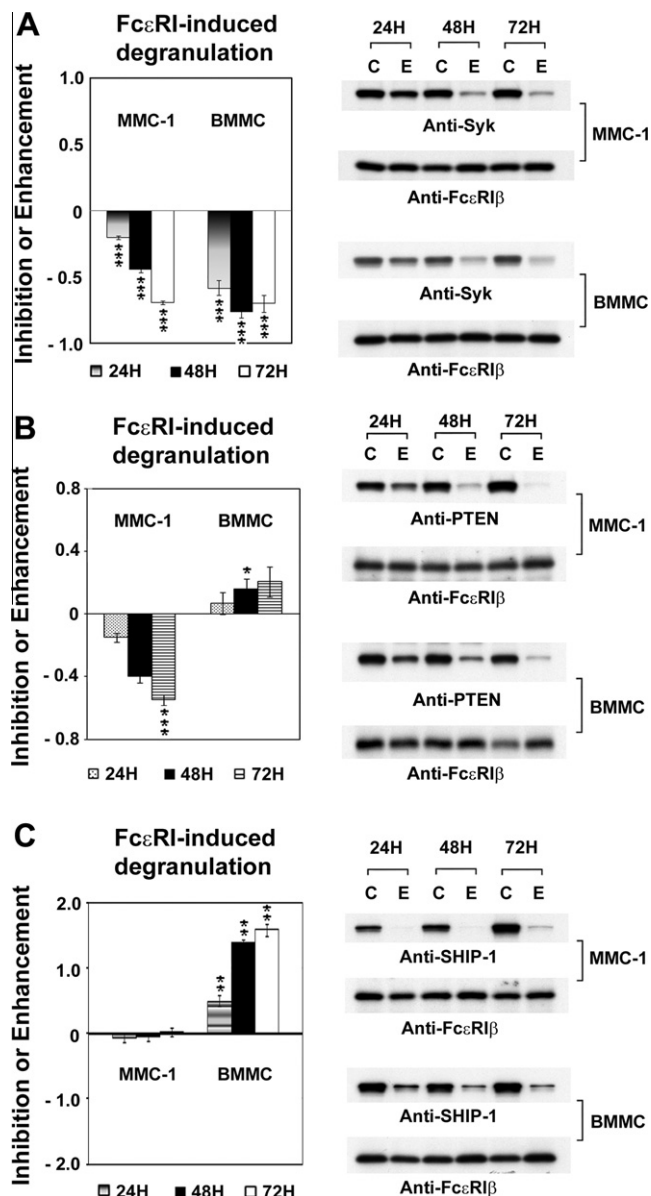 A
FcεRI-induced
degranulation
Inhibition or Enhancement
1.0
0.5
0
- 0.5
- 1.0
MMC-1 BMMC
***
***
***
***
***
***
24H 48H 72H
24H 48H 72H
C E C E C E
Anti-Syk
Anti-FcεRIβ
MMC-1
Anti-Syk
Anti-FcεRIβ
BMMC
B
FcεRI-induced
degranulation
Inhibition or Enhancement
0.8
0.4
0
- 0.4
- 0.8
MMC-1 BMMC
*
***
24H 48H 72H
24H 48H 72H
C E C E C E
Anti-PTEN
Anti-FcεRIβ
MMC-1
Anti-PTEN
Anti-FcεRIβ
BMMC
C
FcεRI-induced
degranulation
Inhibition or Enhancement
2.0
1.0
0
- 1.0
- 2.0
**
**
**
MMC-1 BMMC
24H 48H 72H
24H 48H 72H
C E C E C E
Anti-SHIP-1
Anti-FcεRIβ
MMC-1
Anti-SHIP-1
Anti-FcεRIβ
BMMC